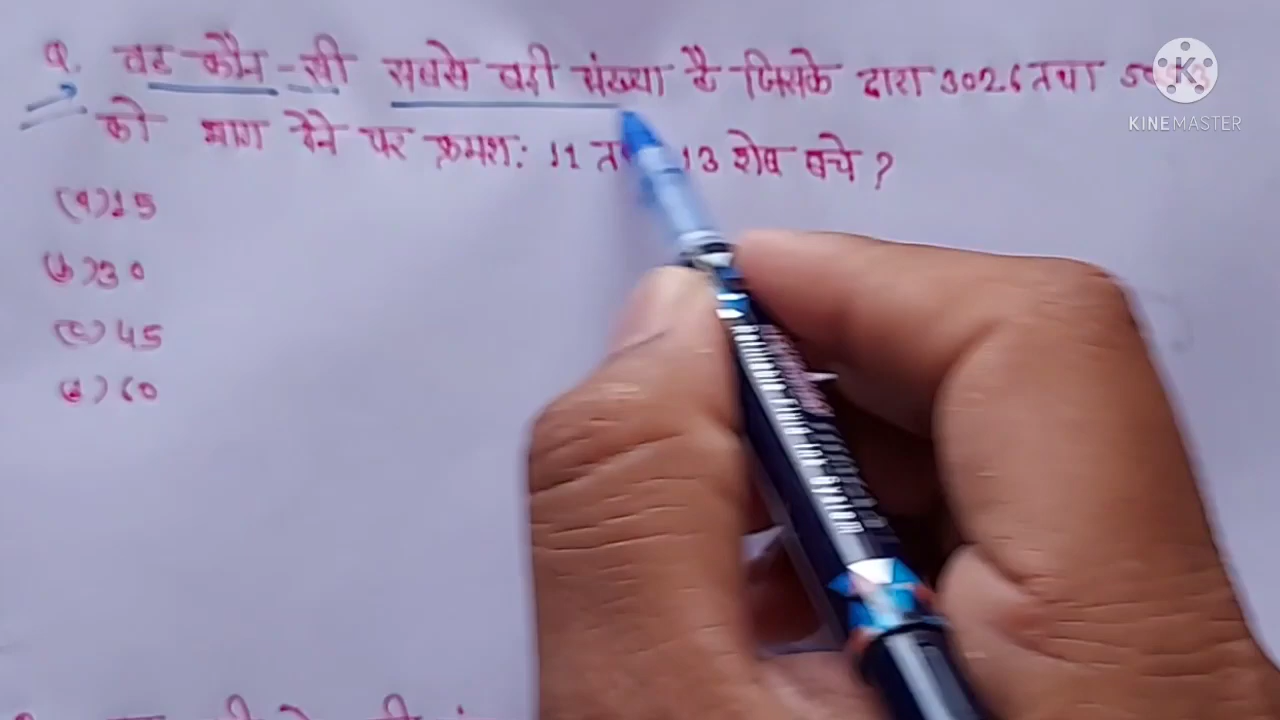 Q. वह कौन-सी सबसे बड़ी संख्या है जिसके द्वारा 3026 तथा
को भाग देने पर क्रमश: 11 13 शेष बचे ?
(a) 15
(b) 30
(c) 45
(d) 60
KINEMASTER